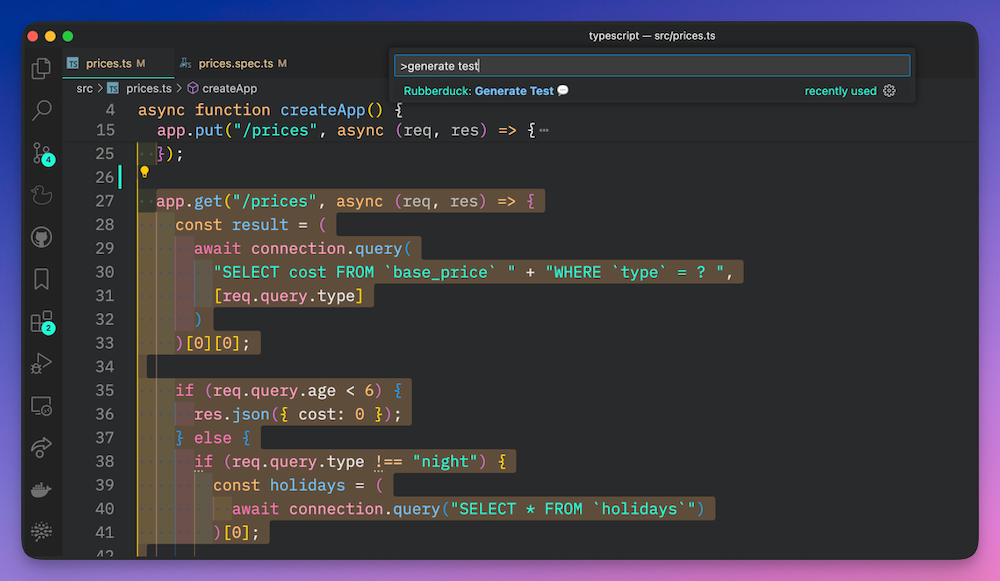 typescript — src/prices.ts
TS prices.ts M
TS prices.spec.ts M
>generate test
Rubberduck: Generate Test
recently used
src > TS prices.ts > createApp
4 async function createApp() {
15 app.put("/prices", async (req, res) => {⋯
25 });
26
27 app.get("/prices", async (req, res) => {
28 const result = (
29 await connection.query(
30 "SELECT cost FROM `base_price` " + "WHERE `type` = ? ",
31 [req.query.type]
32 )
33 )[0][0];
34
35 if (req.query.age < 6) {
36 res.json({ cost: 0 });
37 } else {
38 if (req.query.type !== "night") {
39 const holidays = (
40 await connection.query("SELECT * FROM `holidays`")
41 )[0];
42
4
2